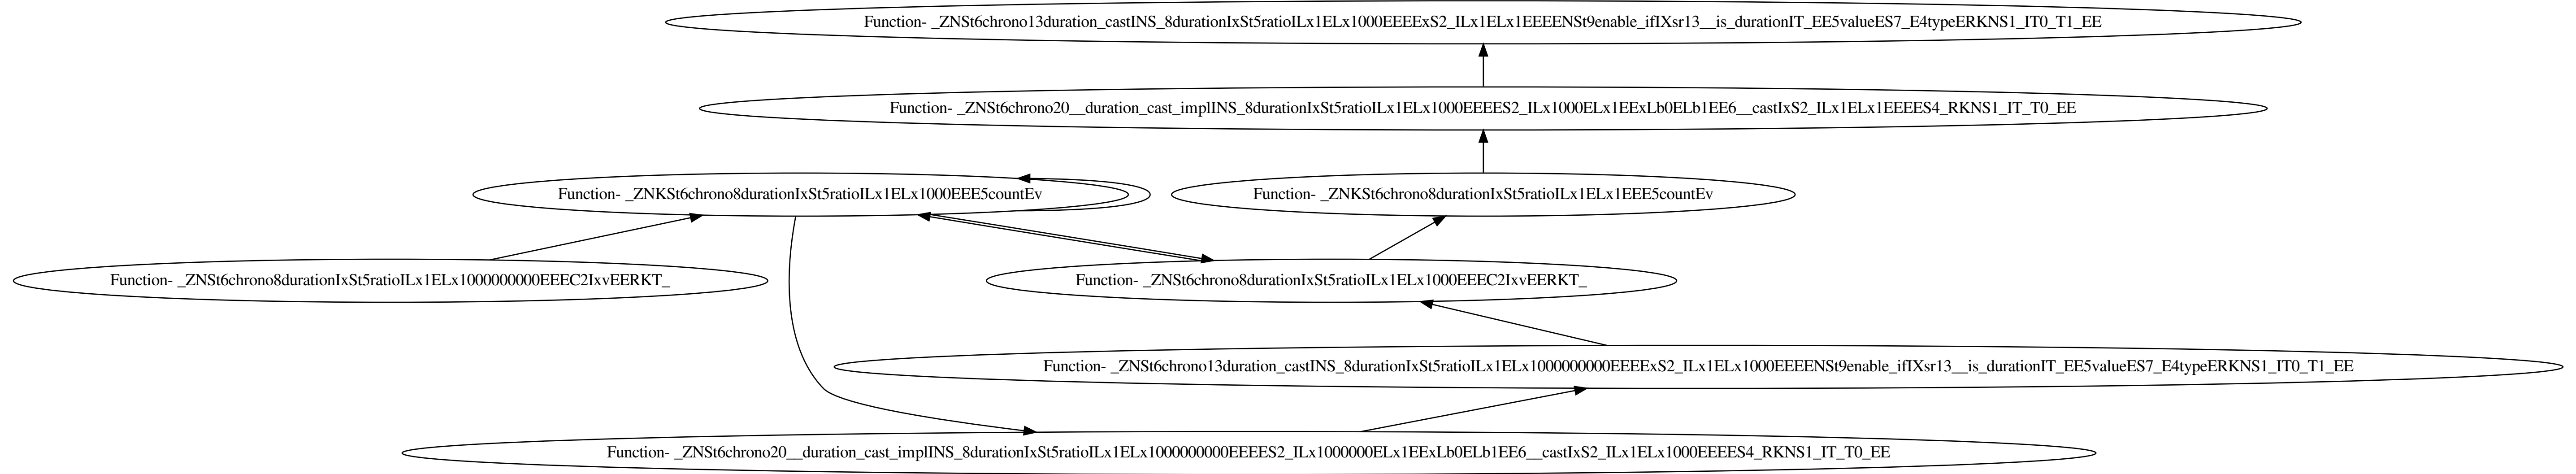 Function- _ZNSt6chrono13duration_castINS_8durationIxSt5ratioILx1ELx1000EEEExS2_ILx1ELx1EEEENSt9enable_ifIXsr13__is_durationIT_EE5valueES7_E4typeERKNS1_IT0_T1_EE
Function- _ZNSt6chrono20__duration_cast_implINS_8durationIxSt5ratioILx1ELx1000EEEES2_ILx1000ELx1EExLb0ELb1EE6__castIxS2_ILx1ELx1EEEES4_RKNS1_IT_T0_EE
Function- _ZNKSt6chrono8durationIxSt5ratioILx1ELx1000EEE5countEv
Function- _ZNKSt6chrono8durationIxSt5ratioILx1ELx1EEE5countEv
Function- _ZNSt6chrono8durationIxSt5ratioILx1ELx1000000000EEEC2IxvEERKT_
Function- _ZNSt6chrono8durationIxSt5ratioILx1ELx1000EEEC2IxvEERKT_
Function- _ZNSt6chrono13duration_castINS_8durationIxSt5ratioILx1ELx1000000000EEEExS2_ILx1ELx1000EEEENSt9enable_ifIXsr13__is_durationIT_EE5valueES7_E4typeERKNS1_IT0_T1_EE
Function- _ZNSt6chrono20__duration_cast_implINS_8durationIxSt5ratioILx1ELx1000000000EEEES2_ILx1000000ELx1EExLb0ELb1EE6__castIxS2_ILx1ELx1000EEEES4_RKNS1_IT_T0_EE